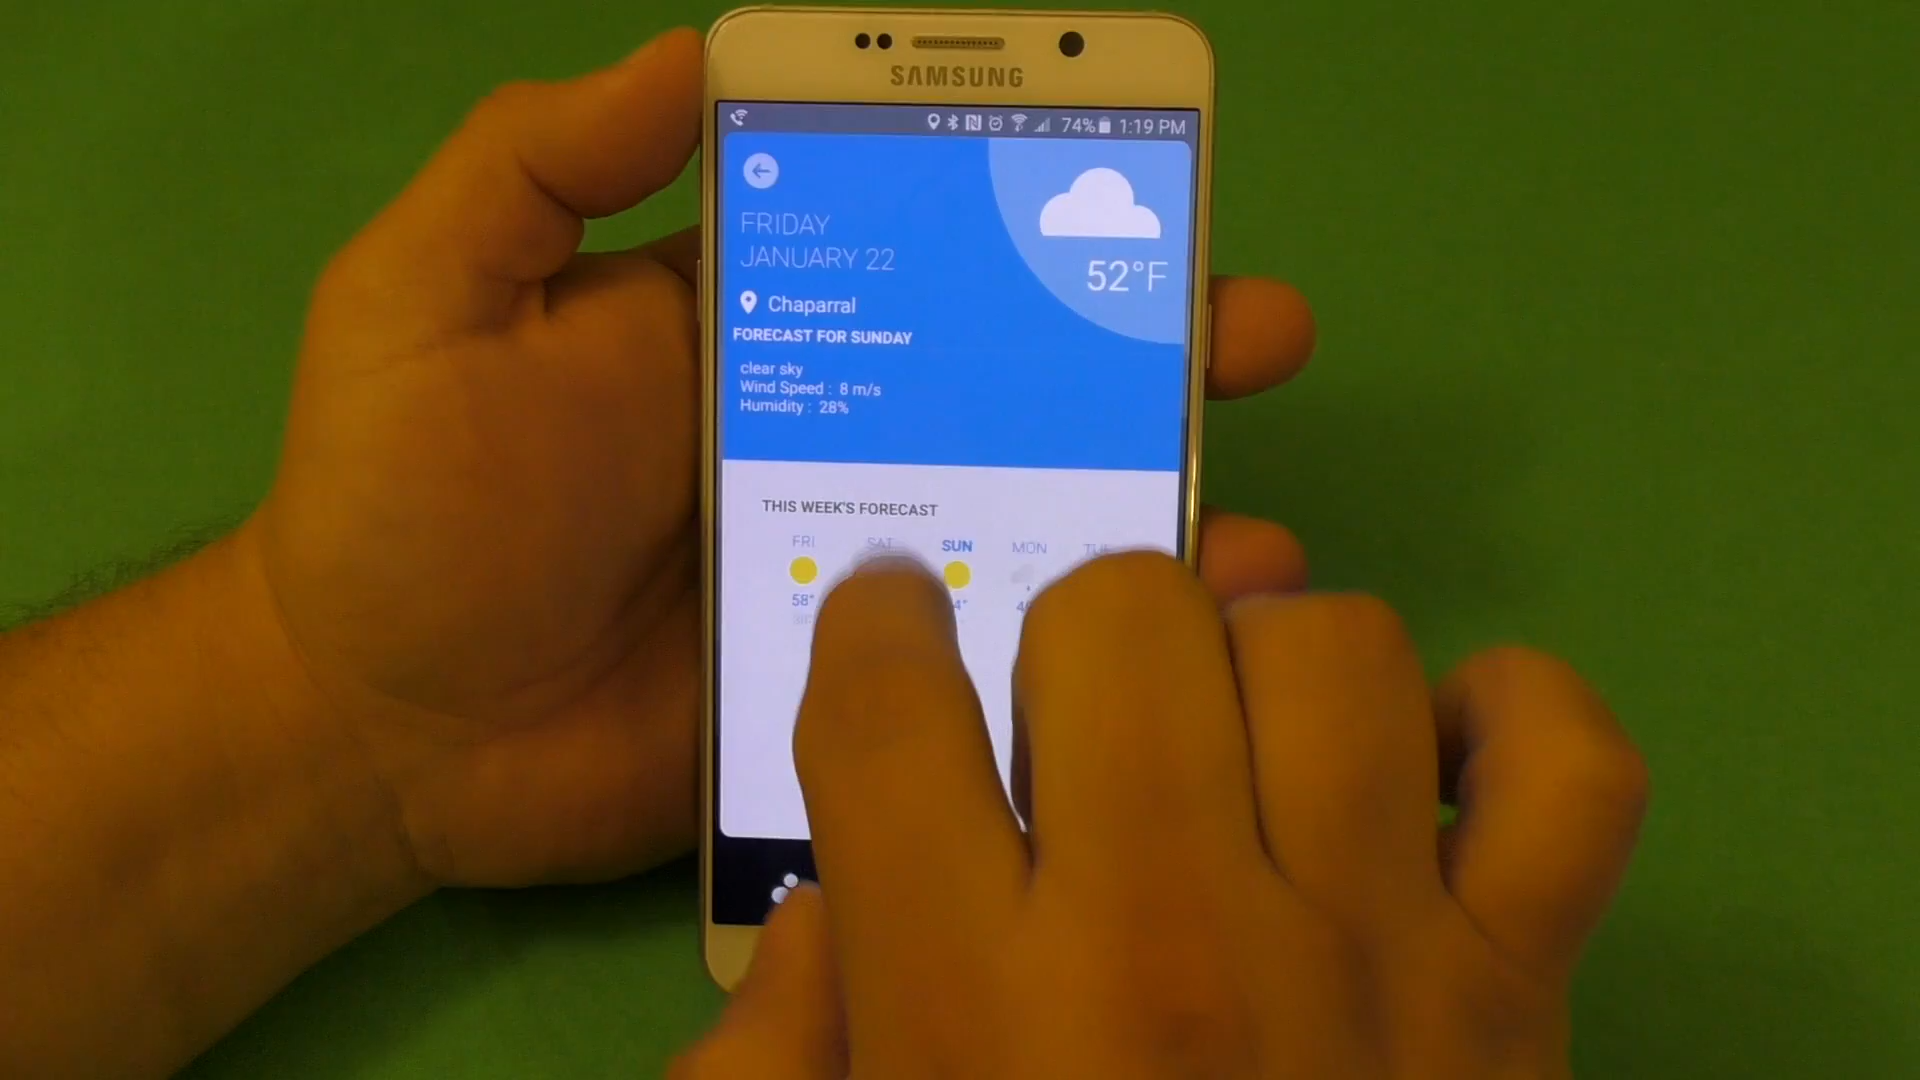 SAMSUNG
74% 1:19 PM
FRIDAY
JANUARY 22
52°F
Chaparral
FORECAST FOR SUNDAY
clear sky
Wind Speed : 8 m/s
Humidity : 28%
THIS WEEK'S FORECAST
FRI SAT SUN MON TUE
58°